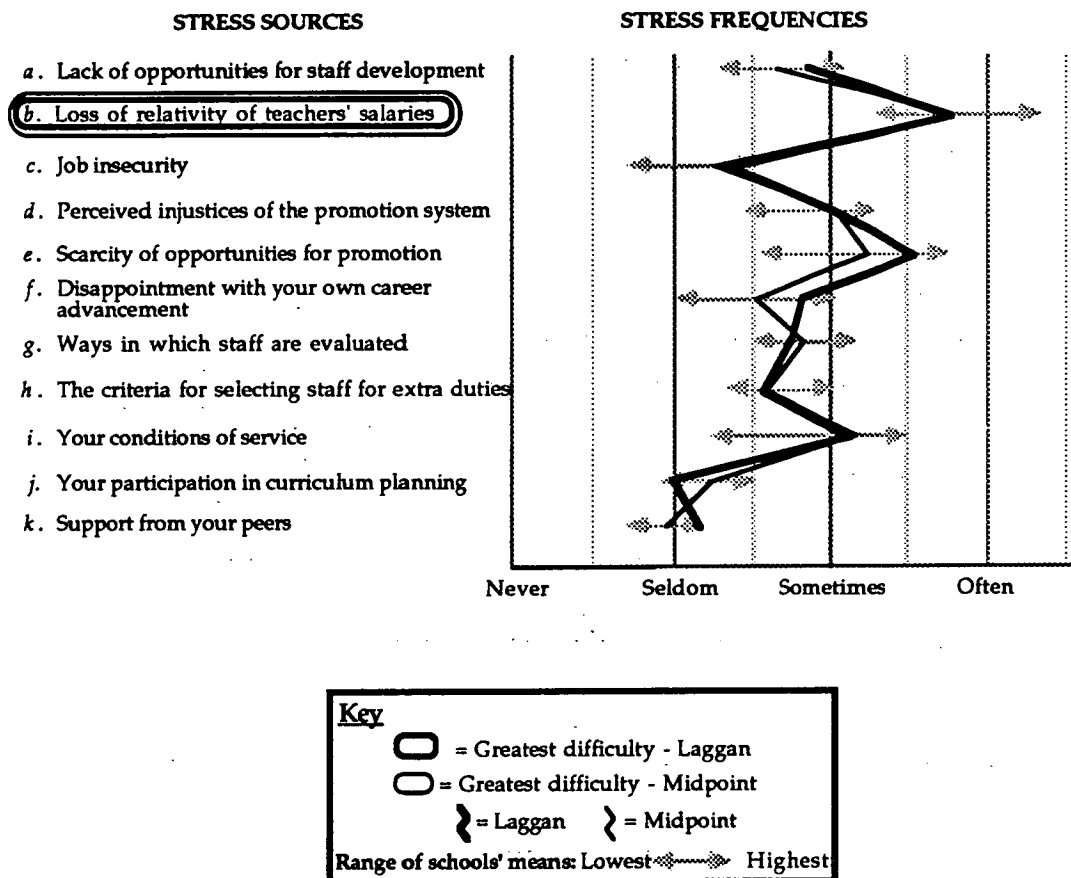 STRESS SOURCES STRESS FREQUENCIES
a. Lack of opportunities for staff development
b. Loss of relativity of teachers' salaries
c. Job insecurity
d. Perceived injustices of the promotion system
e. Scarcity of opportunities for promotion
f. Disappointment with your own career
advancement
g. Ways in which staff are evaluated
h. The criteria for selecting staff for extra duties
i. Your conditions of service
j. Your participation in curriculum planning
k. Support from your peers
Never Seldom Sometimes Often
Key
= Greatest difficulty - Laggan
= Greatest difficulty - Midpoint
= Laggan = Midpoint
Range of schools' means: Lowest Highest